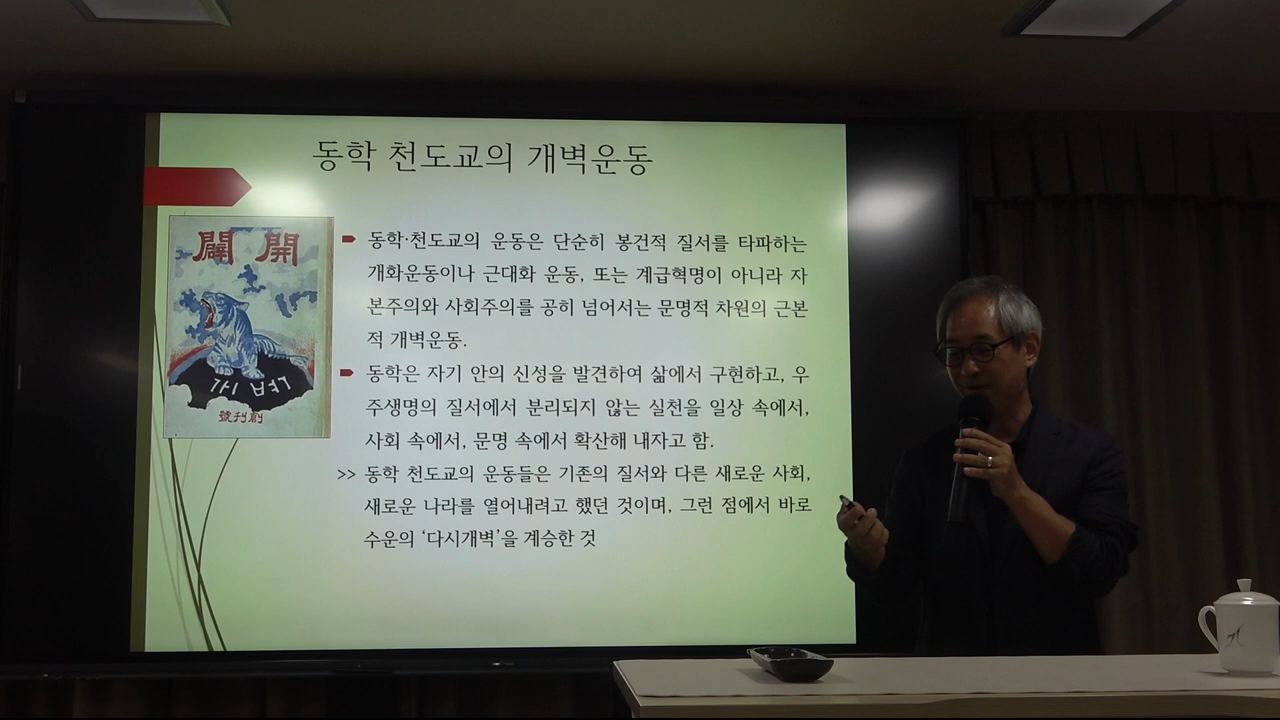 동학 천도교의 개벽운동
開闢
개벽
創刊號
동학·천도교의 운동은 단순히 봉건적 질서를 타파하는
개화운동이나 근대화 운동, 또는 계급혁명이 아니라 자
본주의와 사회주의를 공히 넘어서는 문명적 차원의 근본
적 개벽운동.
동학은 자기 안의 신성을 발견하여 삶에서 구현하고, 우
주생명의 질서에서 분리되지 않는 실천을 일상 속에서,
사회 속에서, 문명 속에서 확산해 내자고 함.
>> 동학 천도교의 운동들은 기존의 질서와 다른 새로운 사회,
새로운 나라를 열어내려고 했던 것이며, 그런 점에서 바로
수운의 ‘다시개벽’을 계승한 것